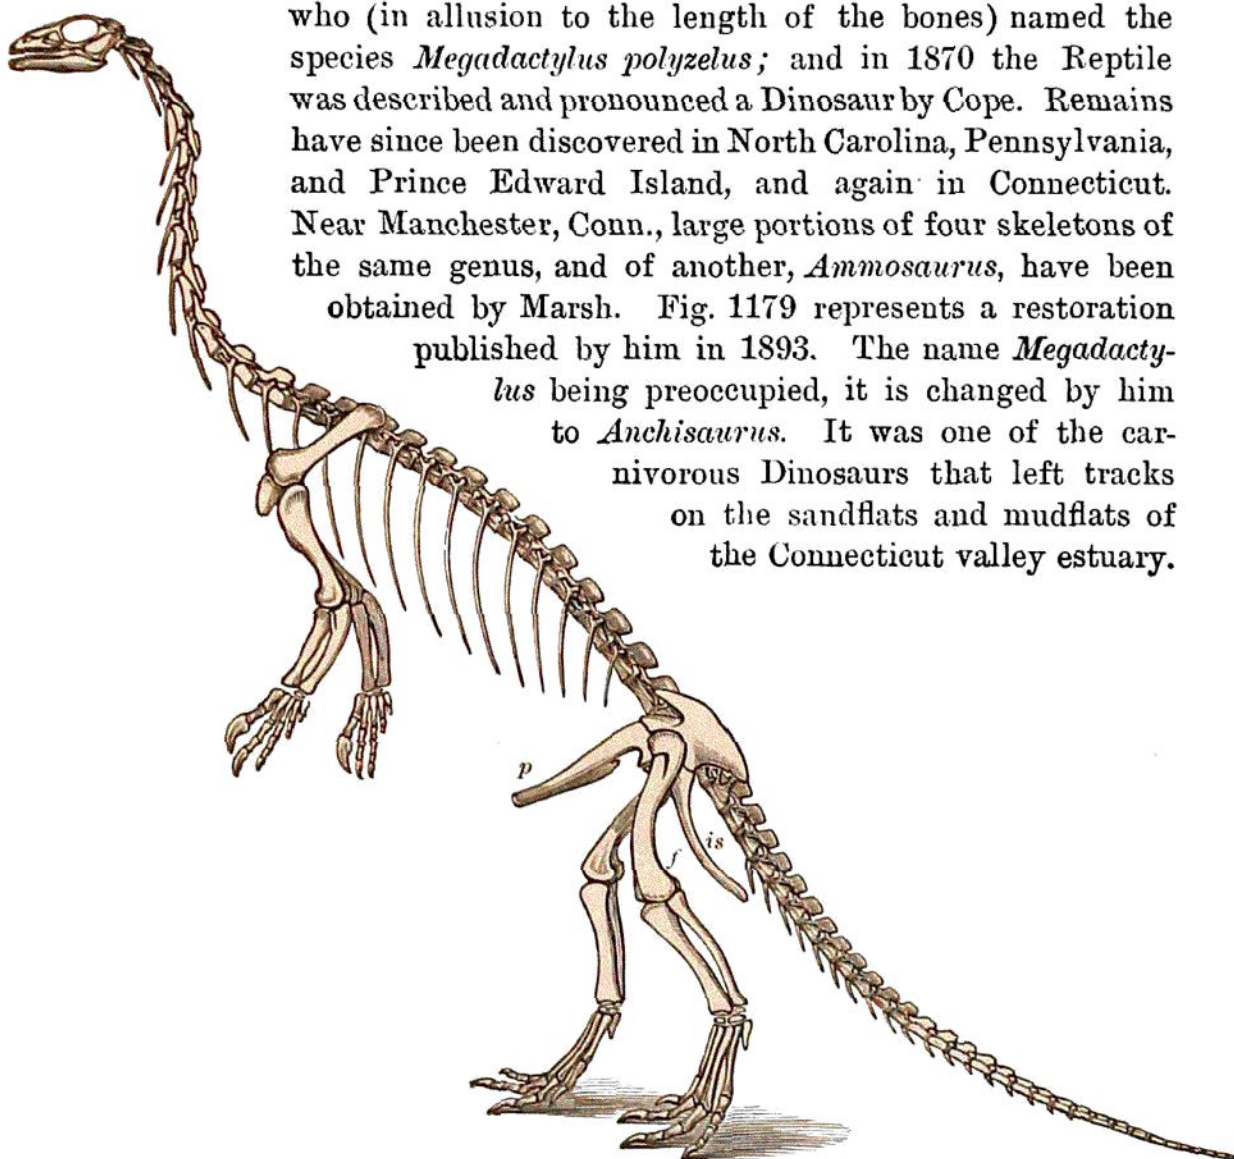 who (in allusion to the length of the bones) named the
species Megadactylus polyzelus; and in 1870 the Reptile
was described and pronounced a Dinosaur by Cope. Remains
have since been discovered in North Carolina, Pennsylvania,
and Prince Edward Island, and again in Connecticut.
Near Manchester, Conn., large portions of four skeletons of
the same genus, and of another, Ammosaurus, have been
obtained by Marsh. Fig. 1179 represents a restoration
published by him in 1893. The name Megadacty-
lus being preoccupied, it is changed by him
to Anchisaurus. It was one of the car-
nivorous Dinosaurs that left tracks
on the sandflats and mudflats of
the Connecticut valley estuary.
p
is
f